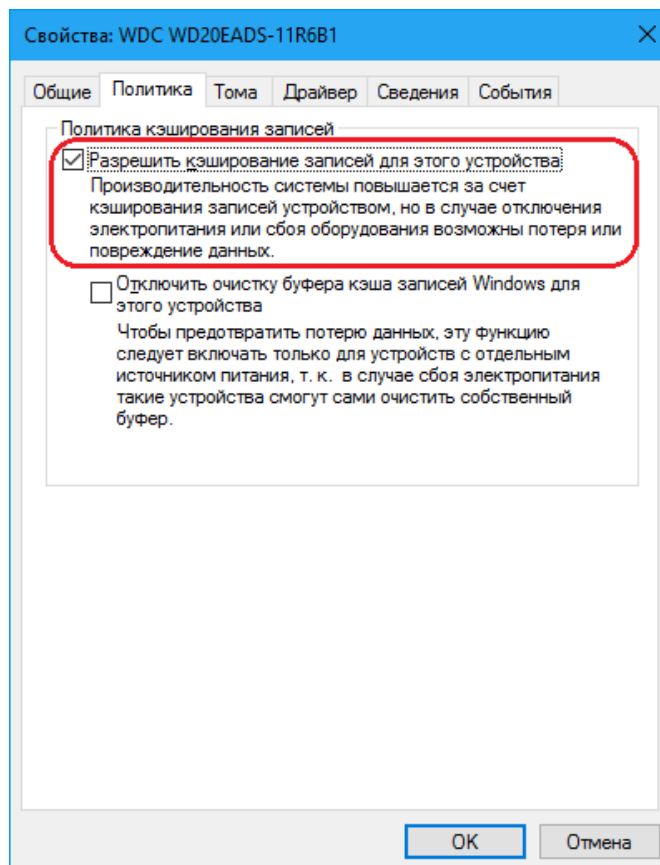 Свойства: WDC WD20EADS-11R6B1
Общие Политика Тома Драйвер Сведения События
Политика кэширования записей
Разрешить кэширование записей для этого устройства
Производительность системы повышается за счет
кэширования записей устройством, но в случае отключения
электропитания или сбоя оборудования возможны потеря или
повреждение данных.
Отключить очистку буфера кэша записей Windows для
этого устройства
Чтобы предотвратить потерю данных, эту функцию
следует включать только для устройств с отдельным
источником питания, т. к. в случае сбоя электропитания
такие устройства смогут сами очистить собственный
буфер.
OK Отмена